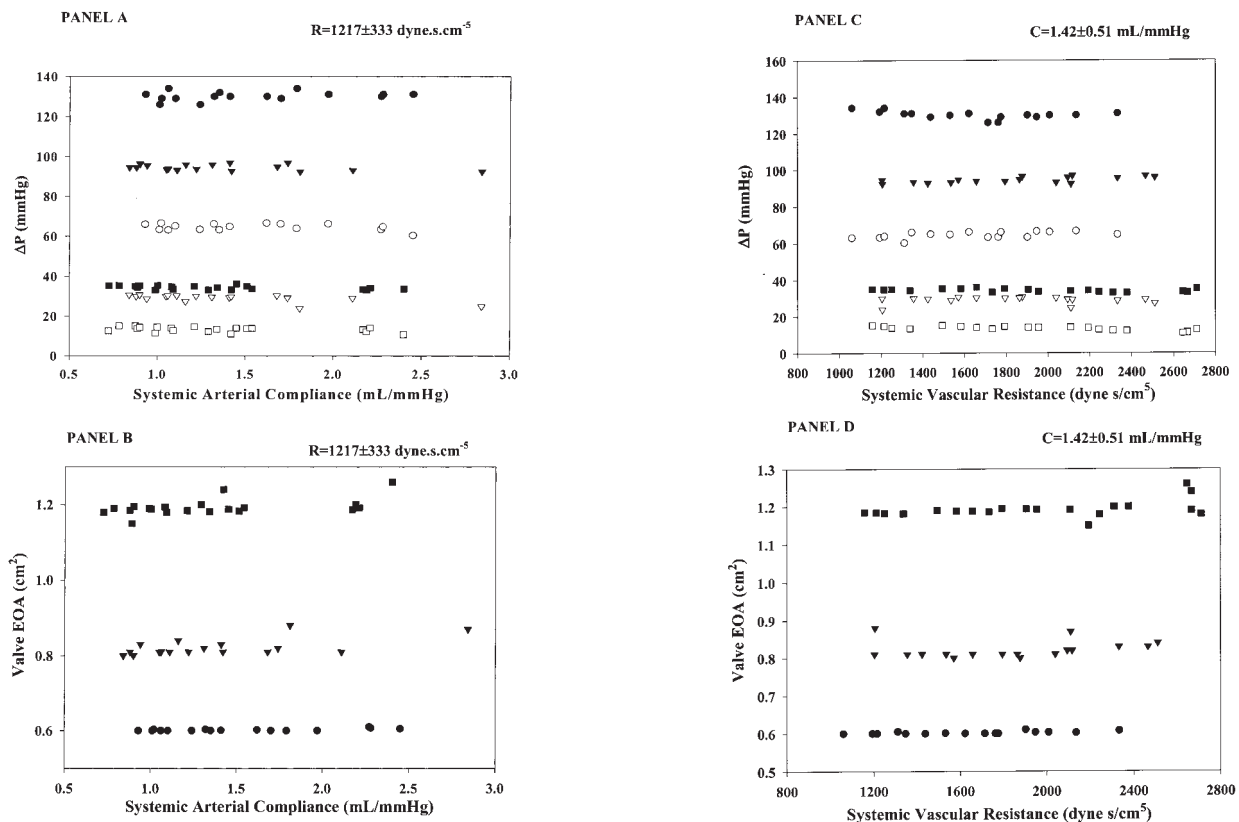 PANEL A
R=1217±333 dyne.s.cm-5
140
120
100
80
60
40
20
0
ΔP (mmHg)
0.5 1.0 1.5 2.0 2.5 3.0
Systemic Arterial Compliance (mL/mmHg)
PANEL C
C=1.42±0.51 mL/mmHg
160
140
120
100
80
60
40
20
0
ΔP (mmHg)
800 1000 1200 1400 1600 1800 2000 2200 2400 2600 2800
Systemic Vascular Resistance (dyne s/cm5)
PANEL B
R=1217±333 dyne.s.cm-5
1.2
1.0
0.8
0.6
Valve EOA (cm2)
0.5 1.0 1.5 2.0 2.5 3.0
Systemic Arterial Compliance (mL/mmHg)
PANEL D
C=1.42±0.51 mL/mmHg
1.3
1.2
1.1
1.0
0.9
0.8
0.7
0.6
0.5
Valve EOA (cm2)
800 1200 1600 2000 2400 2800
Systemic Vascular Resistance (dyne s/cm5)